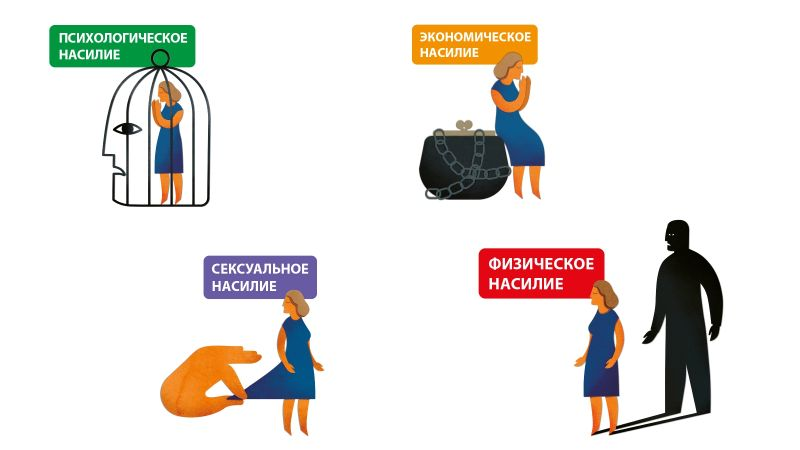 ПСИХОЛОГИЧЕСКОЕ
НАСИЛИЕ
ЭКОНОМИЧЕСКОЕ
НАСИЛИЕ
СЕКСУАЛЬНОЕ
НАСИЛИЕ
ФИЗИЧЕСКОЕ
НАСИЛИЕ